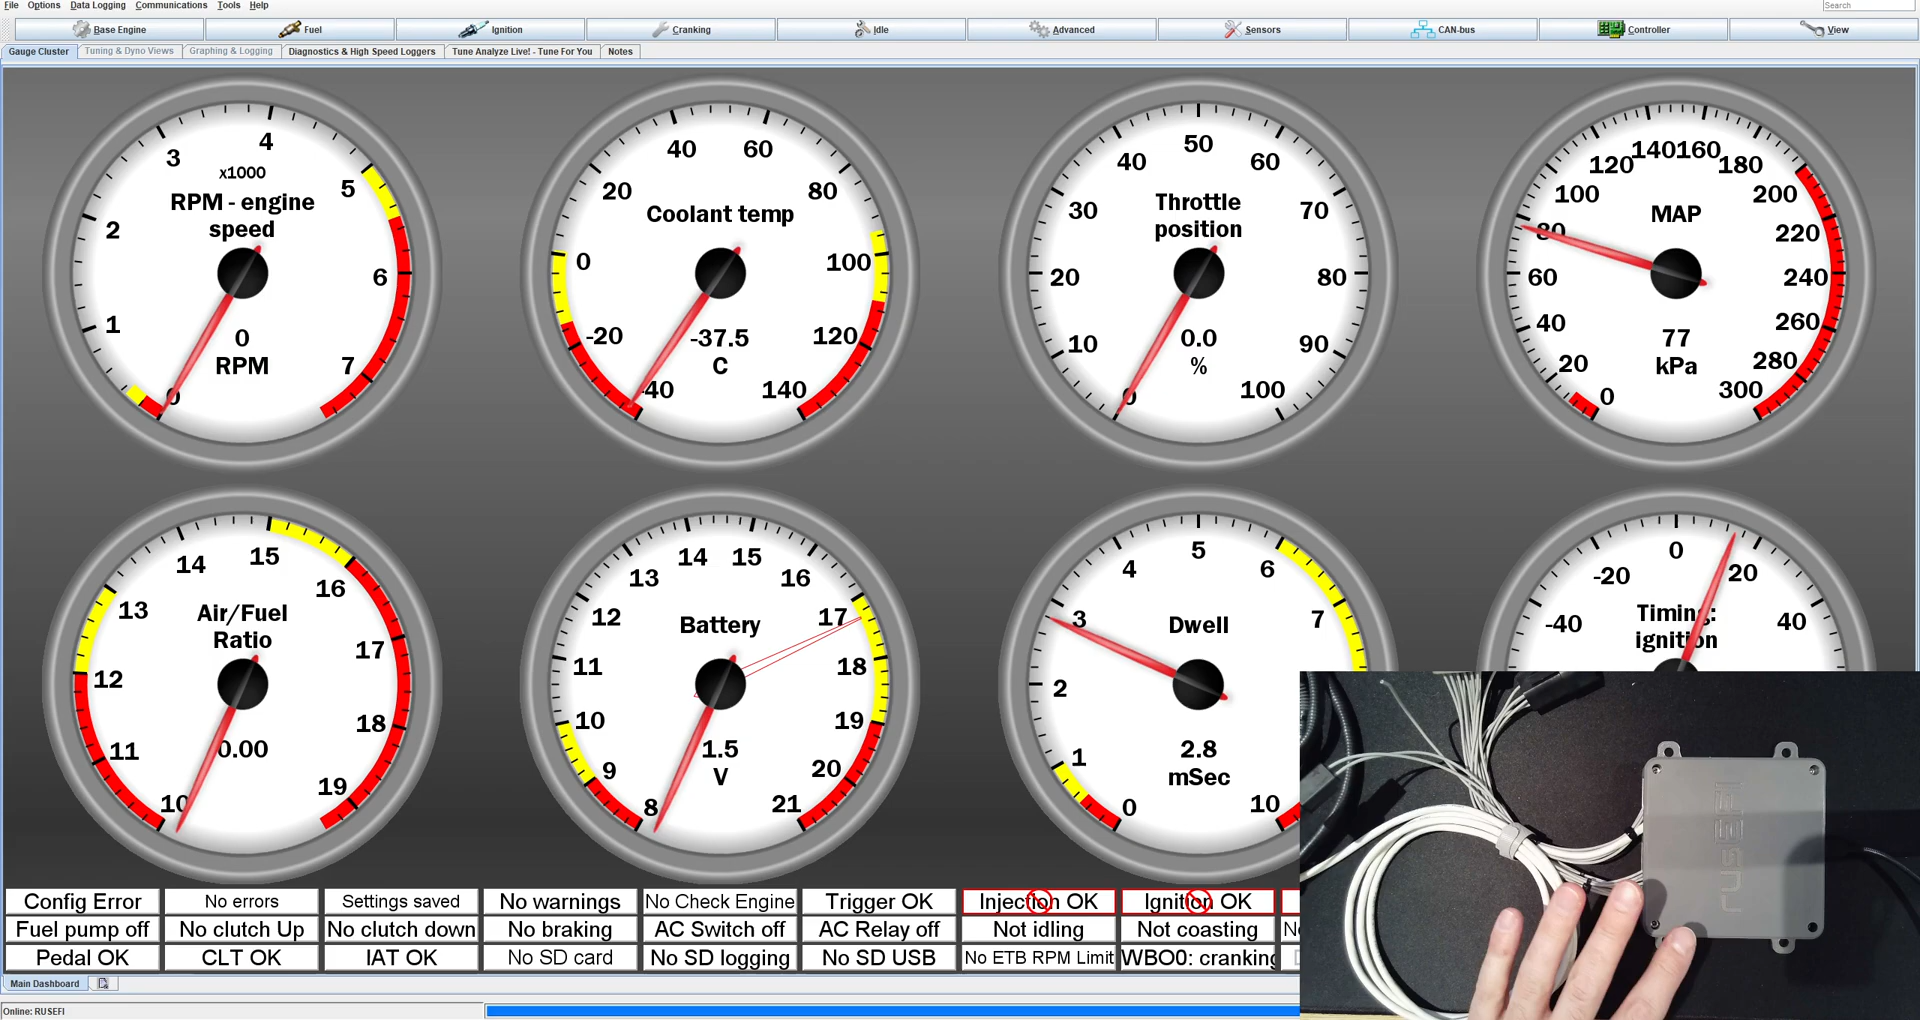 File Options Data Logging Communications Tools Help
Search
Base Engine Fuel Ignition Cranking Idle Advanced Sensors CAN-bus Controller View
Gauge Cluster Tuning & Dyno Views Graphing & Logging Diagnostics & High Speed Loggers Tune Analyze Live! - Tune For You Notes
0 1 2 3 4 5 6 7
x1000
RPM - engine
speed
0
RPM
-40 -20 0 20 40 60 80 100 120 140
Coolant temp
-37.5
C
0 10 20 30 40 50 60 70 80 90 100
Throttle
position
0.0
%
0 20 40 60 80 100 120 140 160 180 200 220 240 260 280 300
MAP
77
kPa
10 11 12 13 14 15 16 17 18 19
Air/Fuel
Ratio
0.00
8 9 10 11 12 13 14 15 16 17 18 19 20 21
Battery
1.5
V
0 1 2 3 4 5 6 7 10
Dwell
2.8
mSec
-40 -20 0 20 40
Timing:
ignition
rusEFI
Config Error No errors Settings saved No warnings No Check Engine Trigger OK Injection OK Ignition OK
Fuel pump off No clutch Up No clutch down No braking AC Switch off AC Relay off Not idling Not coasting
Pedal OK CLT OK IAT OK No SD card No SD logging No SD USB No ETB RPM Limit WBO0: cranking
Main Dashboard
Online: RUSEFI